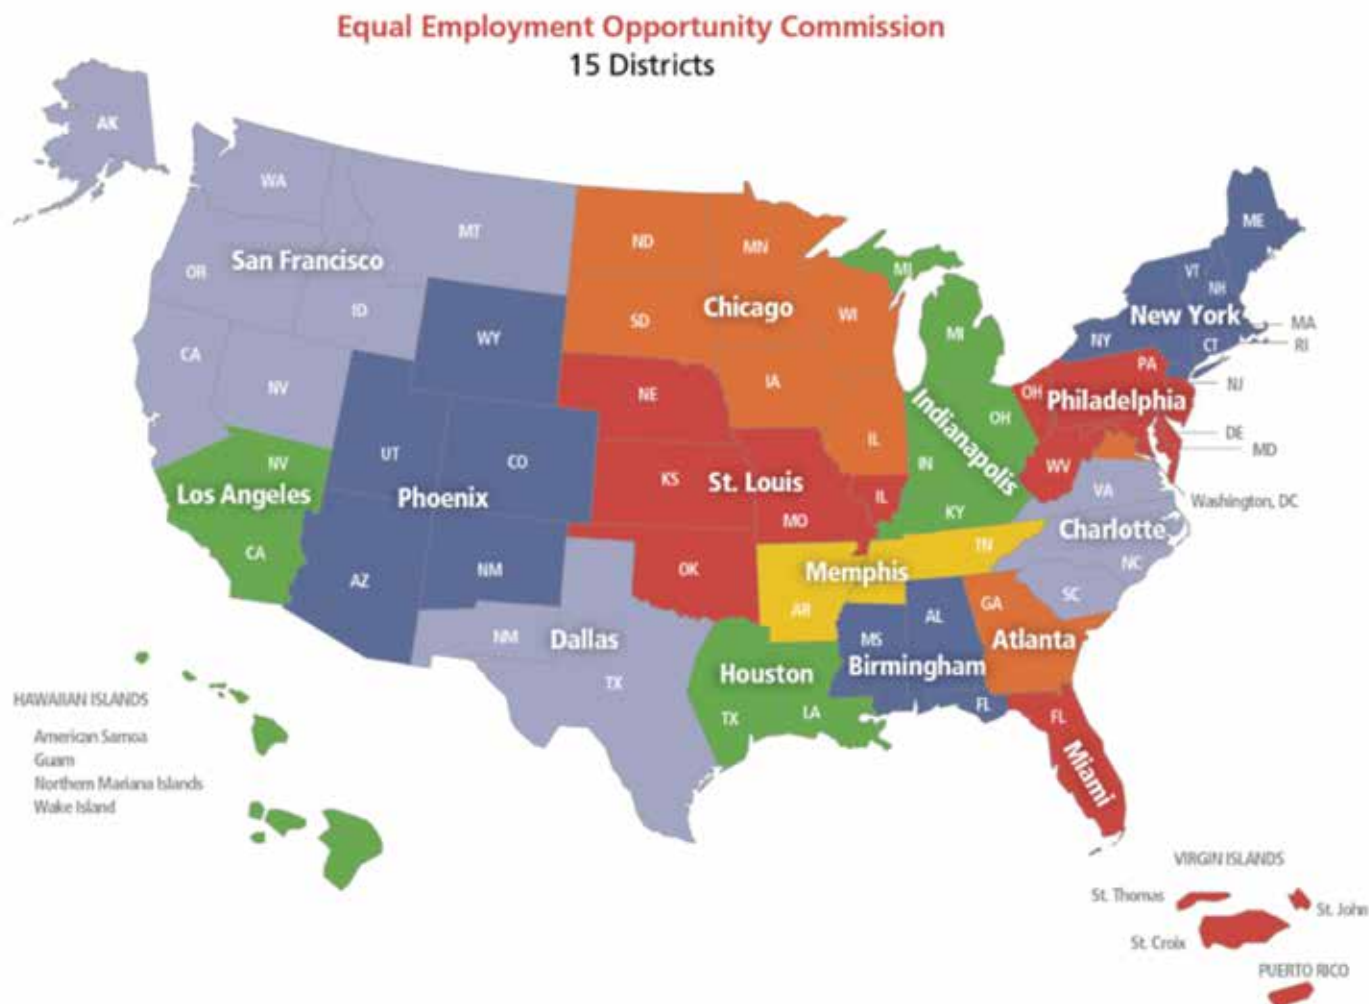 Equal Employment Opportunity Commission
15 Districts
AK
WA
MT
OR
San Francisco
ID
CA
NV
ND
MN
SD
Chicago
WI
IA
IL
MI
MI
ME
VT
NH
New York
NY
CT
MA
RI
NJ
DE
MD
Washington, DC
PA
OH
Philadelphia
WV
WY
UT
CO
Phoenix
AZ
NM
NE
KS
St. Louis
MO
IL
OK
OH
Indianapolis
IN
KY
VA
Charlotte
NC
SC
NV
Los Angeles
CA
TN
Memphis
AR
NM
Dallas
TX
Houston
TX
LA
MS
AL
Birmingham
FL
GA
Atlanta
FL
Miami
HAWAIIAN ISLANDS
American Samoa
Guam
Northern Mariana Islands
Wake Island
VIRGIN ISLANDS
St. Thomas
St. John
St. Croix
PUERTO RICO